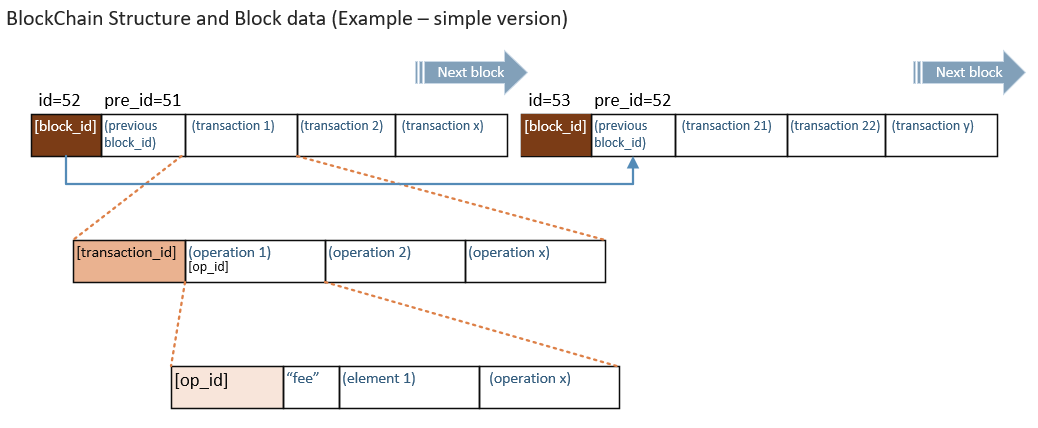 BlockChain Structure and Block data (Example – simple version)
Next block
Next block
id=52 pre_id=51
id=53 pre_id=52
[block_id] (previous block_id) (transaction 1) (transaction 2) (transaction x)
[block_id] (previous block_id) (transaction 21) (transaction 22) (transaction y)
[transaction_id] (operation 1) (operation 2) (operation x)
[op_id]
[op_id] “fee” (element 1) (operation x)